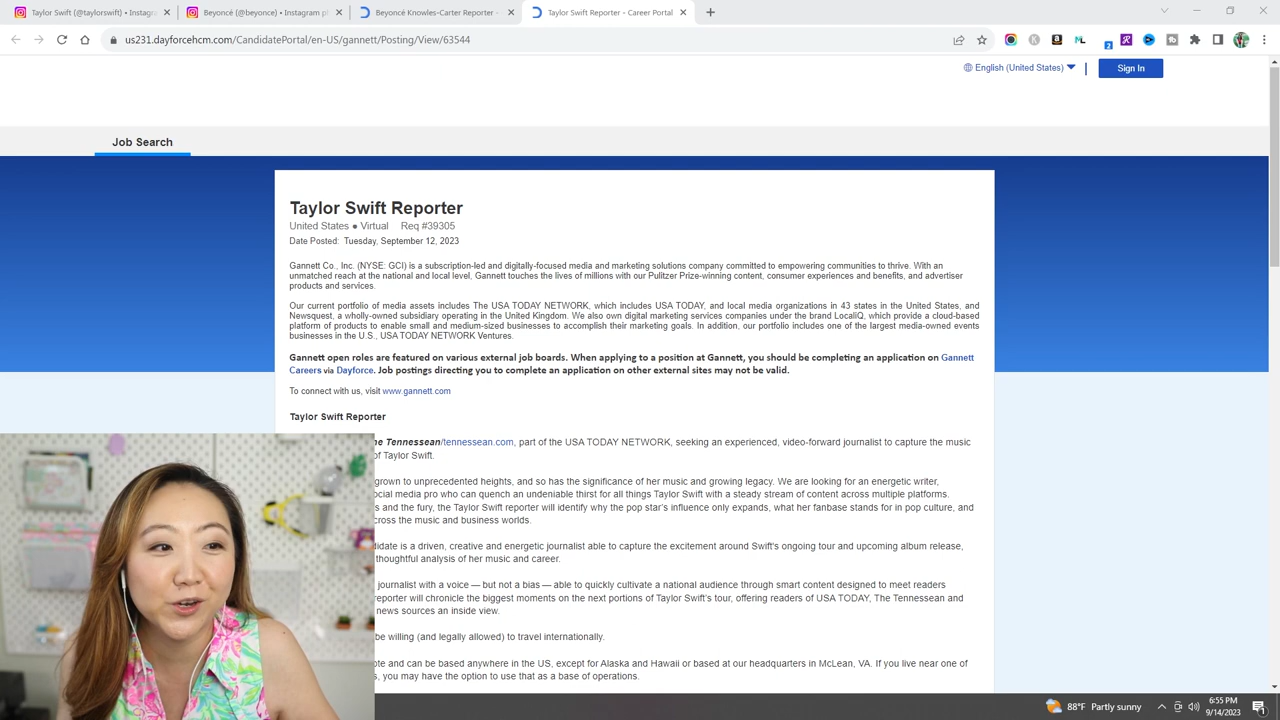 Taylor Swift (@taylorswift) • Instag
Beyoncé (@beyonce) • Instagram p
Beyoncé Knowles-Carter Reporter -
Taylor Swift Reporter - Career Portal
us231.dayforcehcm.com/CandidatePortal/en-US/gannett/Posting/View/63544
English (United States)
Sign In
Job Search
Taylor Swift Reporter
United States ● Virtual Req #39305
Date Posted: Tuesday, September 12, 2023
Gannett Co., Inc. (NYSE: GCI) is a subscription-led and digitally-focused media and marketing solutions company committed to empowering communities to thrive. With an
unmatched reach at the national and local level, Gannett touches the lives of millions with our Pulitzer Prize-winning content, consumer experiences and benefits, and advertiser
products and services.
Our current portfolio of media assets includes The USA TODAY NETWORK, which includes USA TODAY, and local media organizations in 43 states in the United States, and
Newsquest, a wholly-owned subsidiary operating in the United Kingdom. We also own digital marketing services companies under the brand LocaliQ, which provide a cloud-based
platform of products to enable small and medium-sized businesses to accomplish their marketing goals. In addition, our portfolio includes one of the largest media-owned events
businesses in the U.S., USA TODAY NETWORK Ventures.
Gannett open roles are featured on various external job boards. When applying to a position at Gannett, you should be completing an application on Gannett
Careers via Dayforce. Job postings directing you to complete an application on other external sites may not be valid.
To connect with us, visit www.gannett.com
Taylor Swift Reporter
he Tennessean/tennessean.com, part of the USA TODAY NETWORK, seeking an experienced, video-forward journalist to capture the music
of Taylor Swift.
grown to unprecedented heights, and so has the significance of her music and growing legacy. We are looking for an energetic writer,
ocial media pro who can quench an undeniable thirst for all things Taylor Swift with a steady stream of content across multiple platforms.
s and the fury, the Taylor Swift reporter will identify why the pop star's influence only expands, what her fanbase stands for in pop culture, and
cross the music and business worlds.
didate is a driven, creative and energetic journalist able to capture the excitement around Swift's ongoing tour and upcoming album release,
thoughtful analysis of her music and career.
journalist with a voice — but not a bias — able to quickly cultivate a national audience through smart content designed to meet readers
reporter will chronicle the biggest moments on the next portions of Taylor Swift's tour, offering readers of USA TODAY, The Tennessean and
news sources an inside view.
be willing (and legally allowed) to travel internationally.
ote and can be based anywhere in the US, except for Alaska and Hawaii or based at our headquarters in McLean, VA. If you live near one of
s, you may have the option to use that as a base of operations.
88°F Partly sunny
6:55 PM
9/14/2023